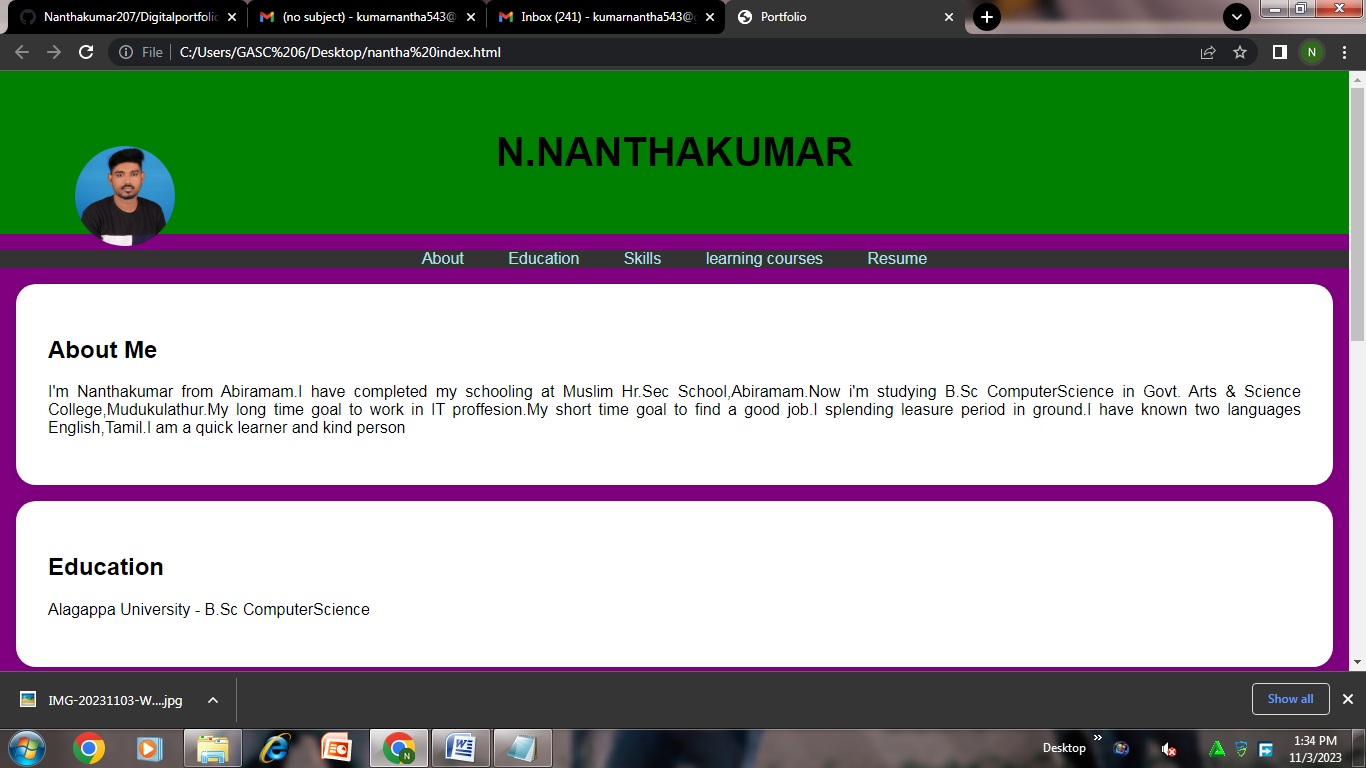 Nanthakumar207/Digitalportfolio
(no subject) - kumarnantha543@
Inbox (241) - kumarnantha543@g
Portfolio
File
C:/Users/GASC%206/Desktop/nantha%20index.html
N
N.NANTHAKUMAR
About Education Skills learning courses Resume
About Me
I'm Nanthakumar from Abiramam.I have completed my schooling at Muslim Hr.Sec School,Abiramam.Now i'm studying B.Sc ComputerScience in Govt. Arts & Science
College,Mudukulathur.My long time goal to work in IT proffesion.My short time goal to find a good job.I splending leasure period in ground.I have known two languages
English,Tamil.I am a quick learner and kind person
Education
Alagappa University - B.Sc ComputerScience
IMG-20231103-W....jpg
Show all
Desktop
1:34 PM
11/3/2023